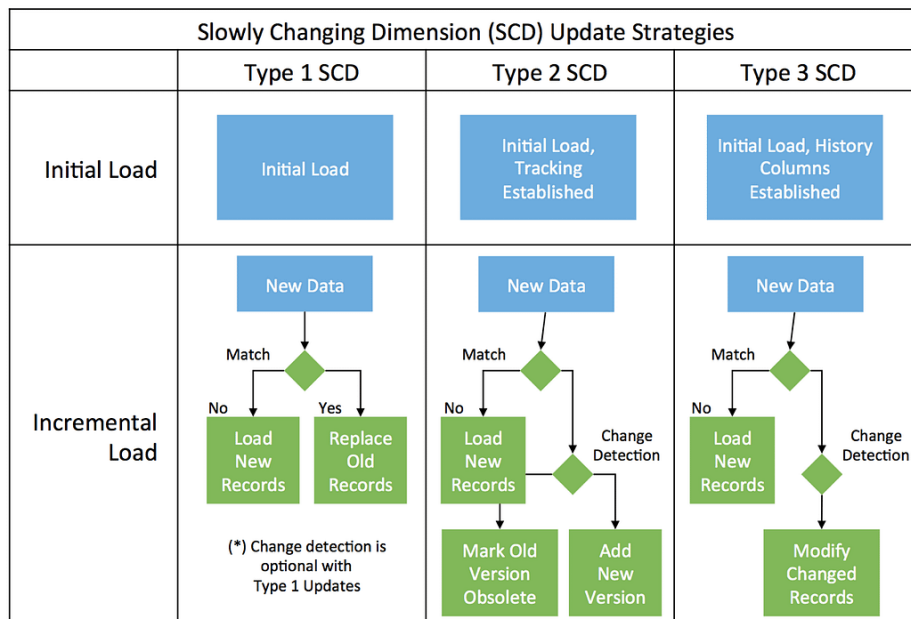 Slowly Changing Dimension (SCD) Update Strategies
Type 1 SCD
Type 2 SCD
Type 3 SCD
Initial Load
Initial Load
Initial Load,
Tracking
Established
Initial Load, History
Columns
Established
Incremental
Load
New Data
Match
No
Yes
Load
New
Records
Replace
Old
Records
(*) Change detection is
optional with
Type 1 Updates
New Data
Match
No
Load
New
Records
Change
Detection
Mark Old
Version
Obsolete
Add
New
Version
New Data
Match
No
Load
New
Records
Change
Detection
Modify
Changed
Records